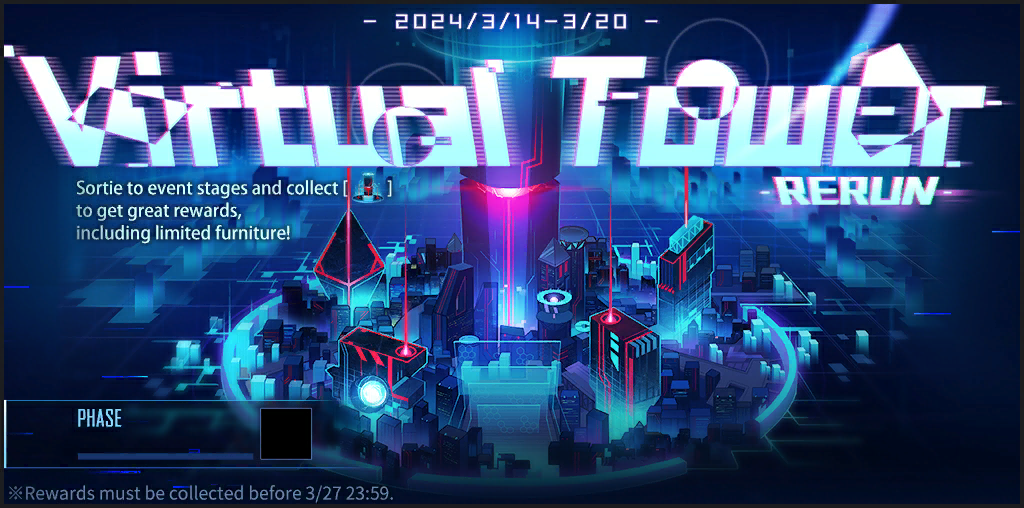 - 2024/3/14-3/20 -
Virtual Tower
RERUN
Sortie to event stages and collect [ ]
to get great rewards,
including limited furniture!
PHASE
※Rewards must be collected before 3/27 23:59.